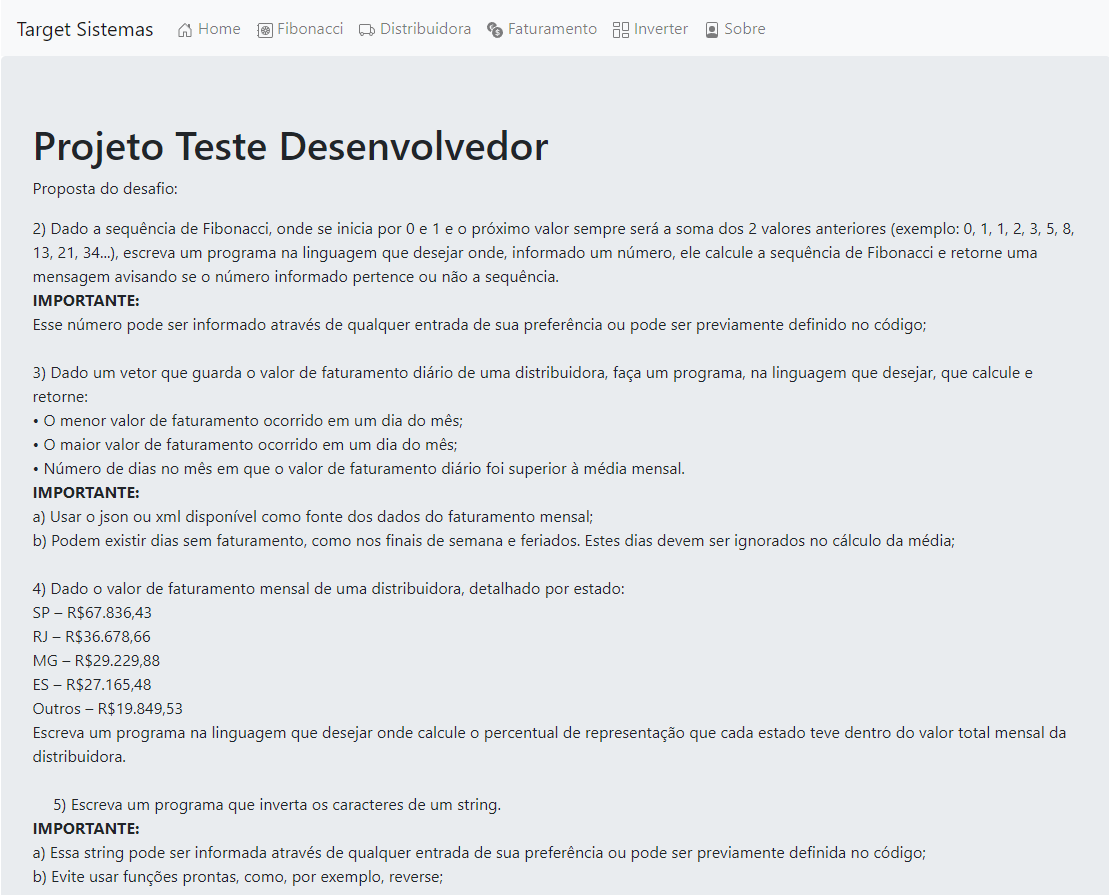 Target Sistemas Home Fibonacci Distribuidora Faturamento Inverter Sobre
Projeto Teste Desenvolvedor
Proposta do desafio:
2) Dado a sequência de Fibonacci, onde se inicia por 0 e 1 e o próximo valor sempre será a soma dos 2 valores anteriores (exemplo: 0, 1, 1, 2, 3, 5, 8,
13, 21, 34...), escreva um programa na linguagem que desejar onde, informado um número, ele calcule a sequência de Fibonacci e retorne uma
mensagem avisando se o número informado pertence ou não a sequência.
IMPORTANTE:
Esse número pode ser informado através de qualquer entrada de sua preferência ou pode ser previamente definido no código;
3) Dado um vetor que guarda o valor de faturamento diário de uma distribuidora, faça um programa, na linguagem que desejar, que calcule e
retorne:
• O menor valor de faturamento ocorrido em um dia do mês;
• O maior valor de faturamento ocorrido em um dia do mês;
• Número de dias no mês em que o valor de faturamento diário foi superior à média mensal.
IMPORTANTE:
a) Usar o json ou xml disponível como fonte dos dados do faturamento mensal;
b) Podem existir dias sem faturamento, como nos finais de semana e feriados. Estes dias devem ser ignorados no cálculo da média;
4) Dado o valor de faturamento mensal de uma distribuidora, detalhado por estado:
SP – R$67.836,43
RJ – R$36.678,66
MG – R$29.229,88
ES – R$27.165,48
Outros – R$19.849,53
Escreva um programa na linguagem que desejar onde calcule o percentual de representação que cada estado teve dentro do valor total mensal da
distribuidora.
5) Escreva um programa que inverta os caracteres de um string.
IMPORTANTE:
a) Essa string pode ser informada através de qualquer entrada de sua preferência ou pode ser previamente definida no código;
b) Evite usar funções prontas, como, por exemplo, reverse;